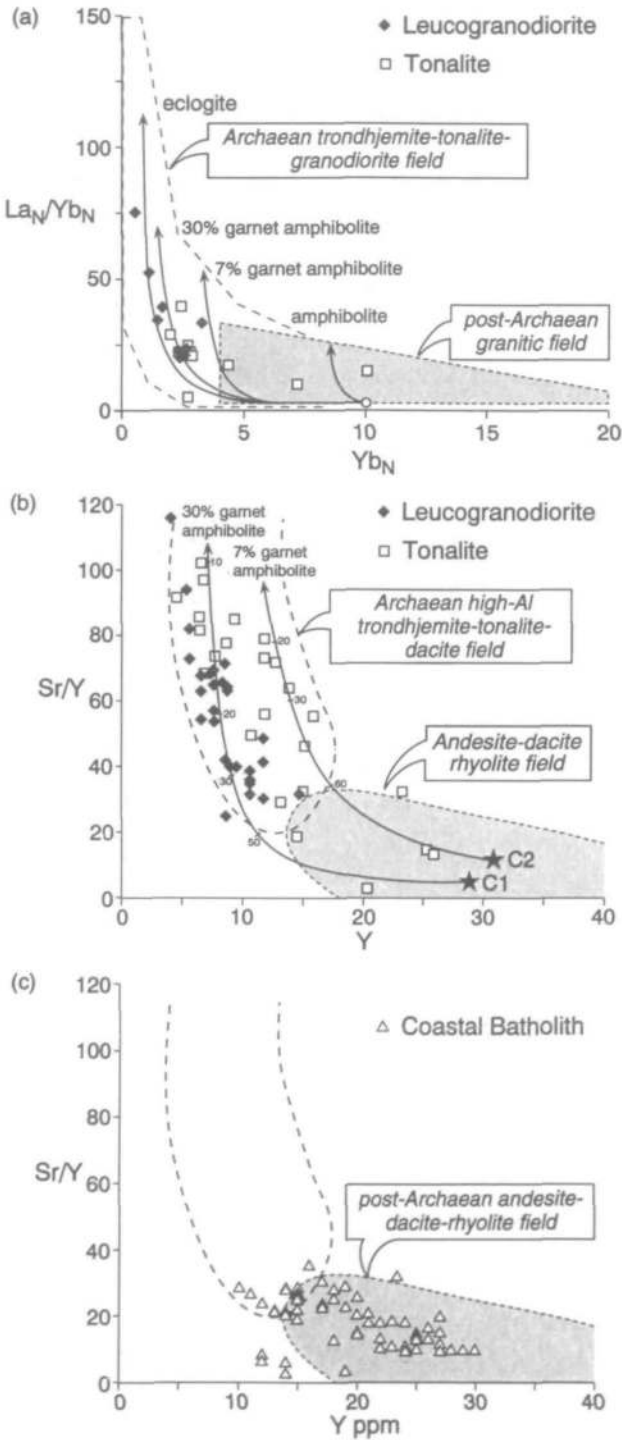 (a)
150
100
50
0
La_N/Yb_N
◆ Leucogranodiorite
□ Tonalite
eclogite
Archaean trondhjemite-tonalite-
granodiorite field
30% garnet amphibolite
7% garnet amphibolite
amphibolite
post-Archaean
granitic field
0 5 10 15 20
Yb_N
(b)
120
100
80
60
40
20
0
Sr/Y
◆ Leucogranodiorite
□ Tonalite
30% garnet
amphibolite
7% garnet
amphibolite
10
20
30
50
20
30
60
Archaean high-Al
trondhjemite-tonalite-
dacite field
Andesite-dacite
rhyolite field
C2
C1
0 10 20 30 40
Y
(c)
120
100
80
60
40
20
0
Sr/Y
△ Coastal Batholith
post-Archaean andesite-
dacite-rhyolite field
0 10 20 30 40
Y ppm